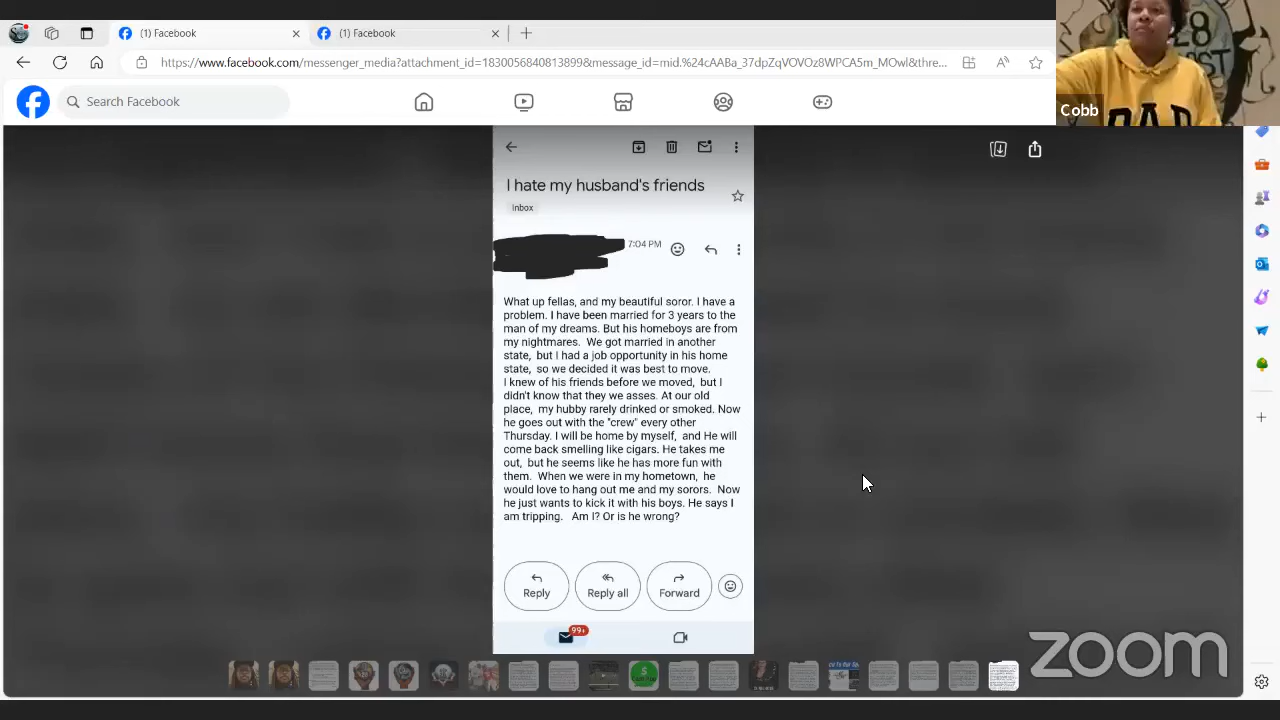 (1) Facebook
(1) Facebook
https://www.facebook.com/messenger_media?attachment_id=1830056840813899&message_id=mid.%24cAABa_37dpZqVOVOz8WPCA5m_MOwl&thre...
Search Facebook
28
Cobb
I hate my husband's friends
Inbox
7:04 PM
What up fellas, and my beautiful soror. I have a
problem. I have been married for 3 years to the
man of my dreams. But his homeboys are from
my nightmares. We got married in another
state, but I had a job opportunity in his home
state, so we decided it was best to move.
I knew of his friends before we moved, but I
didn't know that they we asses. At our old
place, my hubby rarely drinked or smoked. Now
he goes out with the "crew" every other
Thursday. I will be home by myself, and He will
come back smelling like cigars. He takes me
out, but he seems like he has more fun with
them. When we were in my hometown, he
would love to hang out me and my sorors. Now
he just wants to kick it with his boys. He says I
am tripping. Am I? Or is he wrong?
Reply
Reply all
Forward
99+
zoom